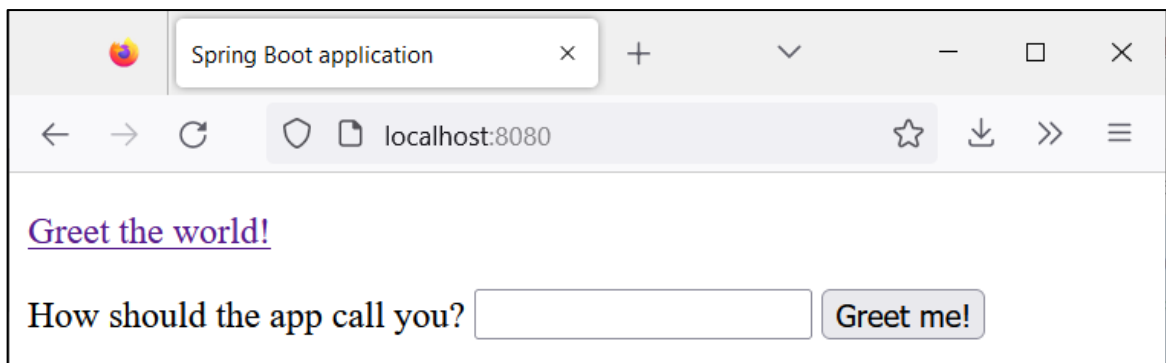 Spring Boot application
localhost:8080
Greet the world!
How should the app call you? Greet me!